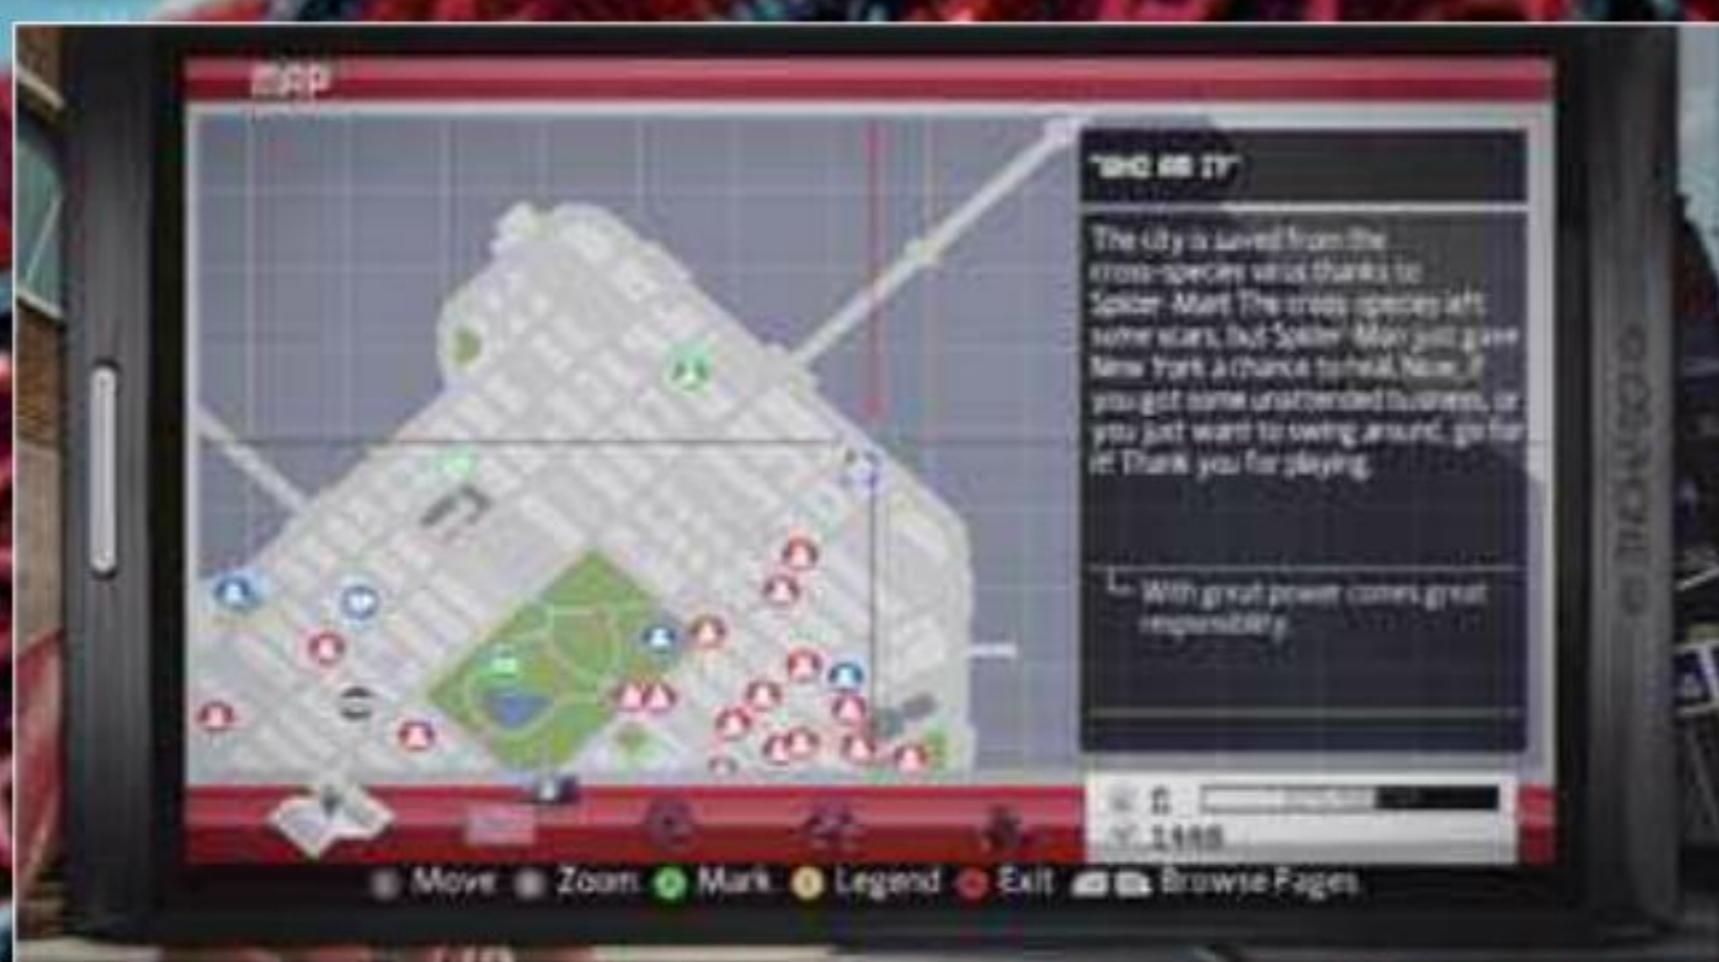 map
"WHO AM I?"
The city is saved from the
cross-species virus thanks to
Spider-Man! The cross-species left
some scars, but Spider-Man just gave
New York a chance to heal. Now, if
you got some unattended business, or
you just want to swing around, go for
it! Thank you for playing.
With great power comes great
responsibility.
Move Zoom Mark Legend Exit Browse Pages